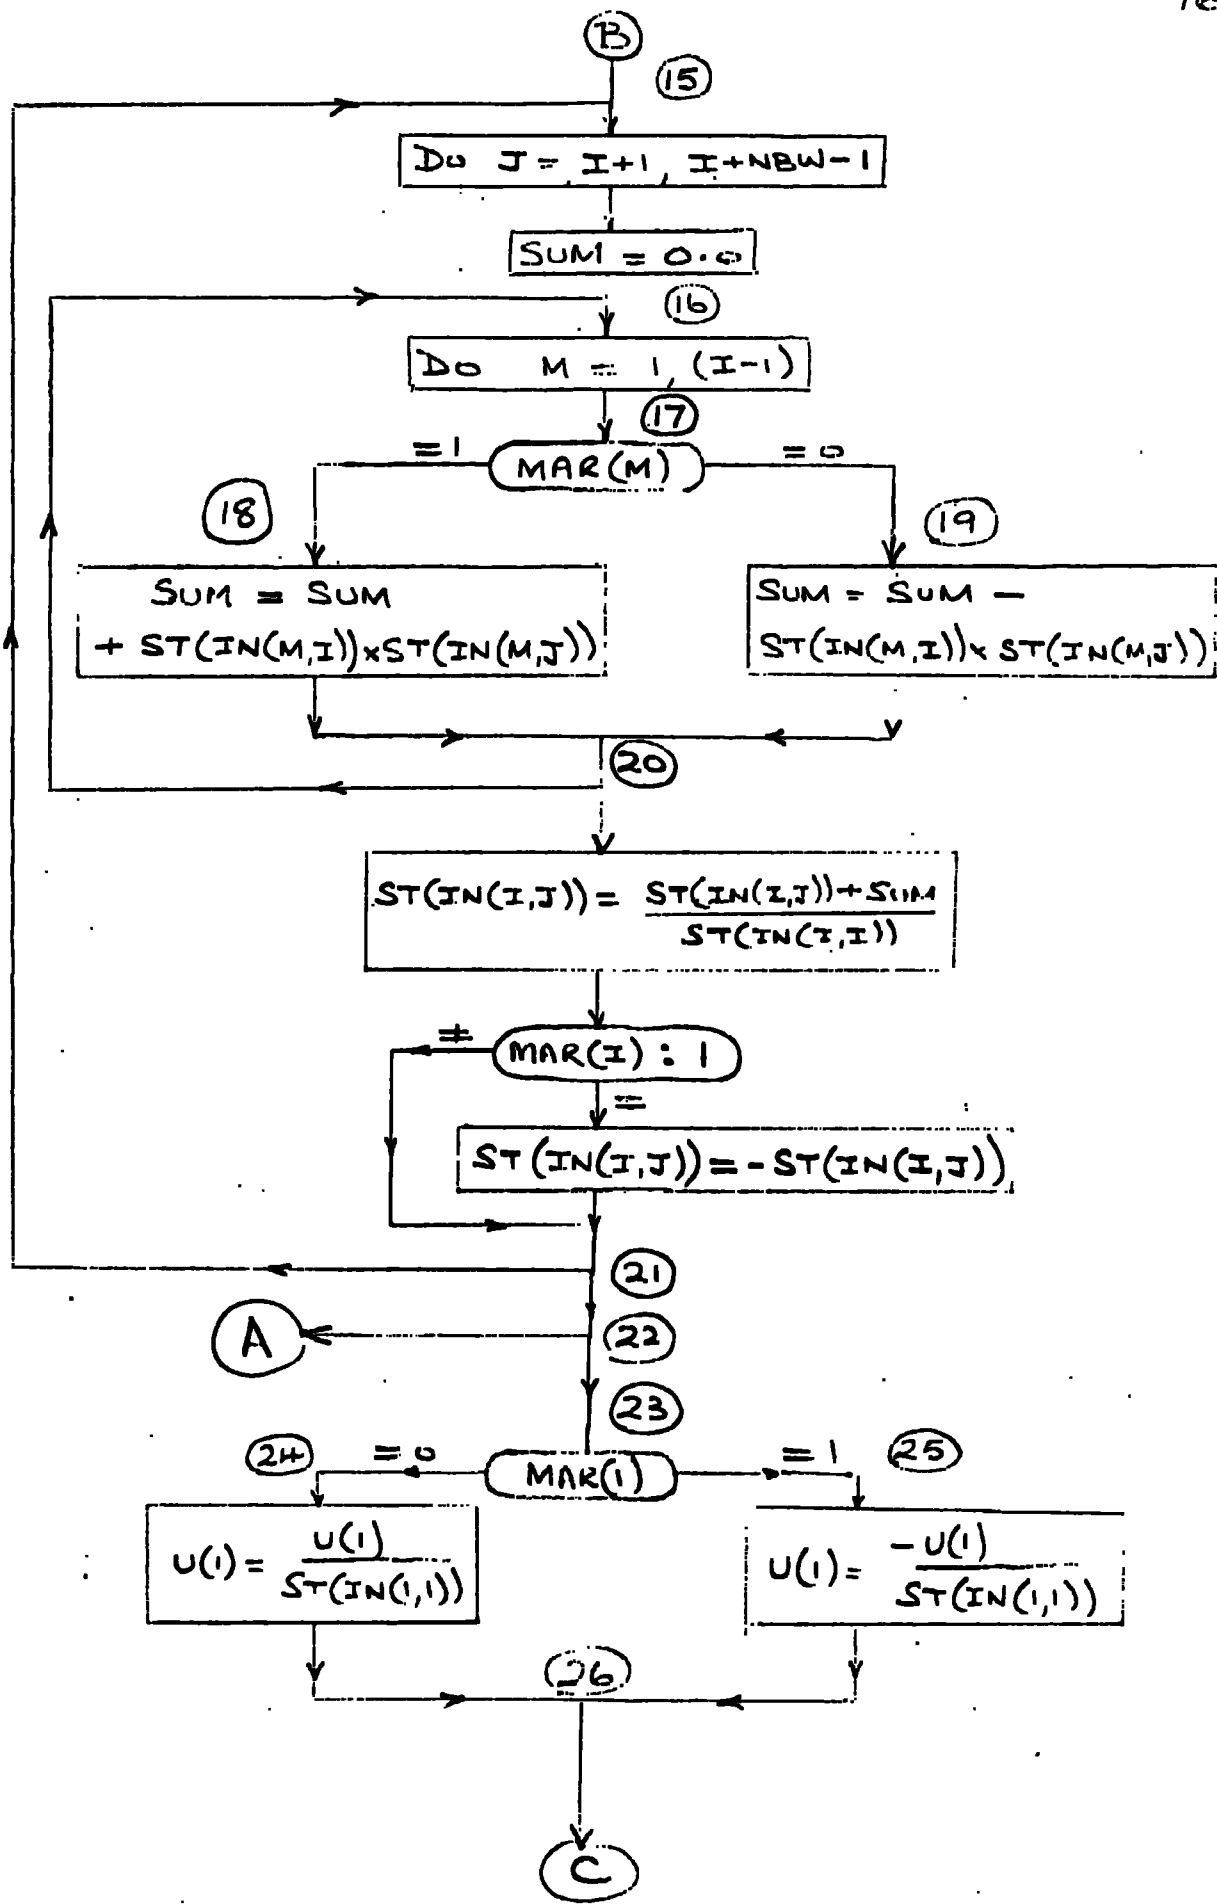 B
15
Do J = I+1, I+NBW-1
SUM = 0.0
16
Do M = 1, (I-1)
17
=1
MAR(M)
=0
18
19
SUM = SUM
+ ST(IN(M,I))xST(IN(M,J))
SUM = SUM -
ST(IN(M,I))x ST(IN(M,J))
20
ST(IN(I,J)) = ST(IN(I,J))+SUM
ST(IN(I,I))
≠
MAR(I) : 1
=
ST(IN(I,J)) = -ST(IN(I,J))
21
A
22
23
24
=0
MAR(1)
=1
25
U(1) = U(1)
ST(IN(1,1))
U(1) = -U(1)
ST(IN(1,1))
26
C